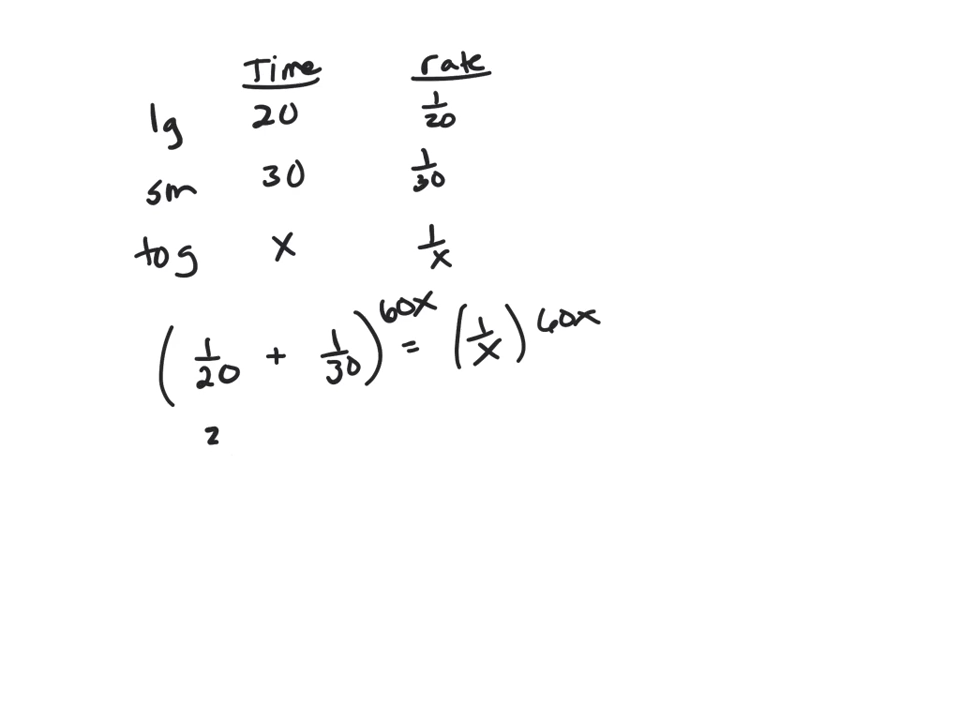 Time rate
lg 20 1/20
sm 30 1/30
tog x 1/x
(1/20 + 1/30)^60x = (1/x)^60x
2